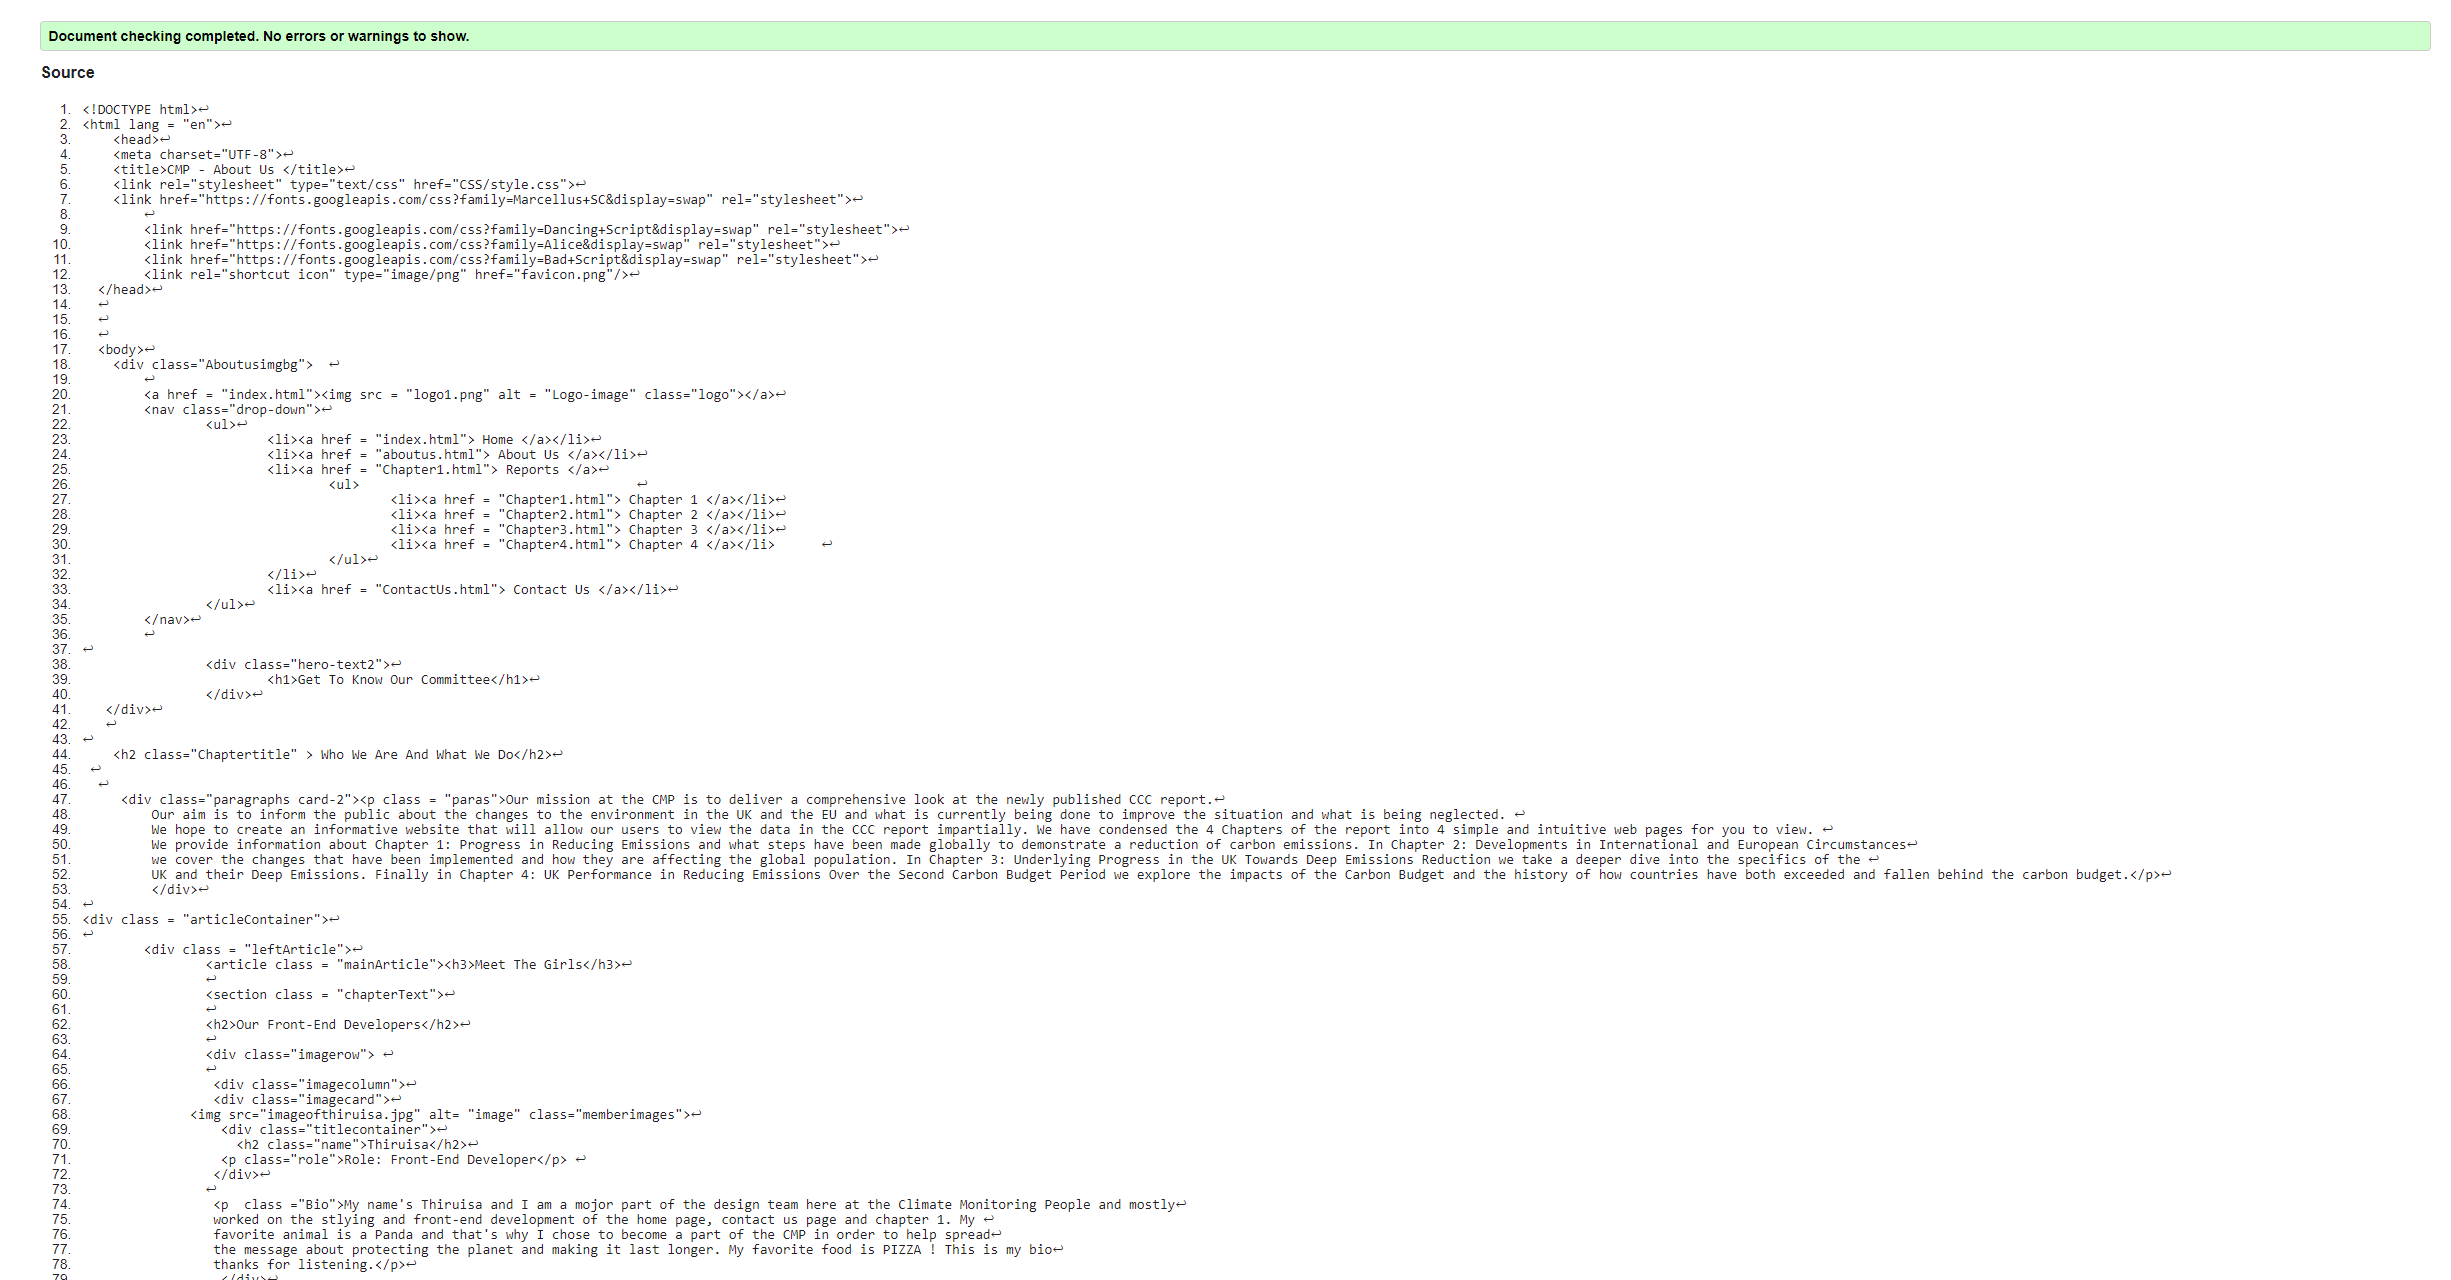 Document checking completed. No errors or warnings to show.
Source
1. <!DOCTYPE html>↩
2. <html lang = "en">↩
3. <head>↩
4. <meta charset="UTF-8">↩
5. <title>CMP - About Us </title>↩
6. <link rel="stylesheet" type="text/css" href="CSS/style.css">↩
7. <link href="https://fonts.googleapis.com/css?family=Marcellus+SC&display=swap" rel="stylesheet">↩
8. ↩
9. <link href="https://fonts.googleapis.com/css?family=Dancing+Script&display=swap" rel="stylesheet">↩
10. <link href="https://fonts.googleapis.com/css?family=Alice&display=swap" rel="stylesheet">↩
11. <link href="https://fonts.googleapis.com/css?family=Bad+Script&display=swap" rel="stylesheet">↩
12. <link rel="shortcut icon" type="image/png" href="favicon.png"/>↩
13. </head>↩
14. ↩
15. ↩
16. ↩
17. <body>↩
18. <div class="Aboutusimgbg"> ↩
19. ↩
20. <a href = "index.html"><img src = "logo1.png" alt = "Logo-image" class="logo"></a>↩
21. <nav class="drop-down">↩
22. <ul>↩
23. <li><a href = "index.html"> Home </a></li>↩
24. <li><a href = "aboutus.html"> About Us </a></li>↩
25. <li><a href = "Chapter1.html"> Reports </a>↩
26. <ul> ↩
27. <li><a href = "Chapter1.html"> Chapter 1 </a></li>↩
28. <li><a href = "Chapter2.html"> Chapter 2 </a></li>↩
29. <li><a href = "Chapter3.html"> Chapter 3 </a></li>↩
30. <li><a href = "Chapter4.html"> Chapter 4 </a></li> ↩
31. </ul>↩
32. </li>↩
33. <li><a href = "ContactUs.html"> Contact Us </a></li>↩
34. </ul>↩
35. </nav>↩
36. ↩
37. ↩
38. <div class="hero-text2">↩
39. <h1>Get To Know Our Committee</h1>↩
40. </div>↩
41. </div>↩
42. ↩
43. ↩
44. <h2 class="Chaptertitle" > Who We Are And What We Do</h2>↩
45. ↩
46. ↩
47. <div class="paragraphs card-2"><p class = "paras">Our mission at the CMP is to deliver a comprehensive look at the newly published CCC report.↩
48. Our aim is to inform the public about the changes to the environment in the UK and the EU and what is currently being done to improve the situation and what is being neglected. ↩
49. We hope to create an informative website that will allow our users to view the data in the CCC report impartially. We have condensed the 4 Chapters of the report into 4 simple and intuitive web pages for you to view. ↩
50. We provide information about Chapter 1: Progress in Reducing Emissions and what steps have been made globally to demonstrate a reduction of carbon emissions. In Chapter 2: Developments in International and European Circumstances↩
51. we cover the changes that have been implemented and how they are affecting the global population. In Chapter 3: Underlying Progress in the UK Towards Deep Emissions Reduction we take a deeper dive into the specifics of the ↩
52. UK and their Deep Emissions. Finally in Chapter 4: UK Performance in Reducing Emissions Over the Second Carbon Budget Period we explore the impacts of the Carbon Budget and the history of how countries have both exceeded and fallen behind the carbon budget.</p>↩
53. </div>↩
54. ↩
55. <div class = "articleContainer">↩
56. ↩
57. <div class = "leftArticle">↩
58. <article class = "mainArticle"><h3>Meet The Girls</h3>↩
59. ↩
60. <section class = "chapterText">↩
61. ↩
62. <h2>Our Front-End Developers</h2>↩
63. ↩
64. <div class="imagerow"> ↩
65. ↩
66. <div class="imagecolumn">↩
67. <div class="imagecard">↩
68. <img src="imageofthiruisa.jpg" alt= "image" class="memberimages">↩
69. <div class="titlecontainer">↩
70. <h2 class="name">Thiruisa</h2>↩
71. <p class="role">Role: Front-End Developer</p> ↩
72. </div>↩
73. ↩
74. <p  class ="Bio">My name's Thiruisa and I am a mojor part of the design team here at the Climate Monitoring People and mostly↩
75. worked on the stlying and front-end development of the home page, contact us page and chapter 1. My ↩
76. favorite animal is a Panda and that's why I chose to become a part of the CMP in order to help spread↩
77. the message about protecting the planet and making it last longer. My favorite food is PIZZA ! This is my bio↩
78. thanks for listening.</p>↩
79. </div>↩